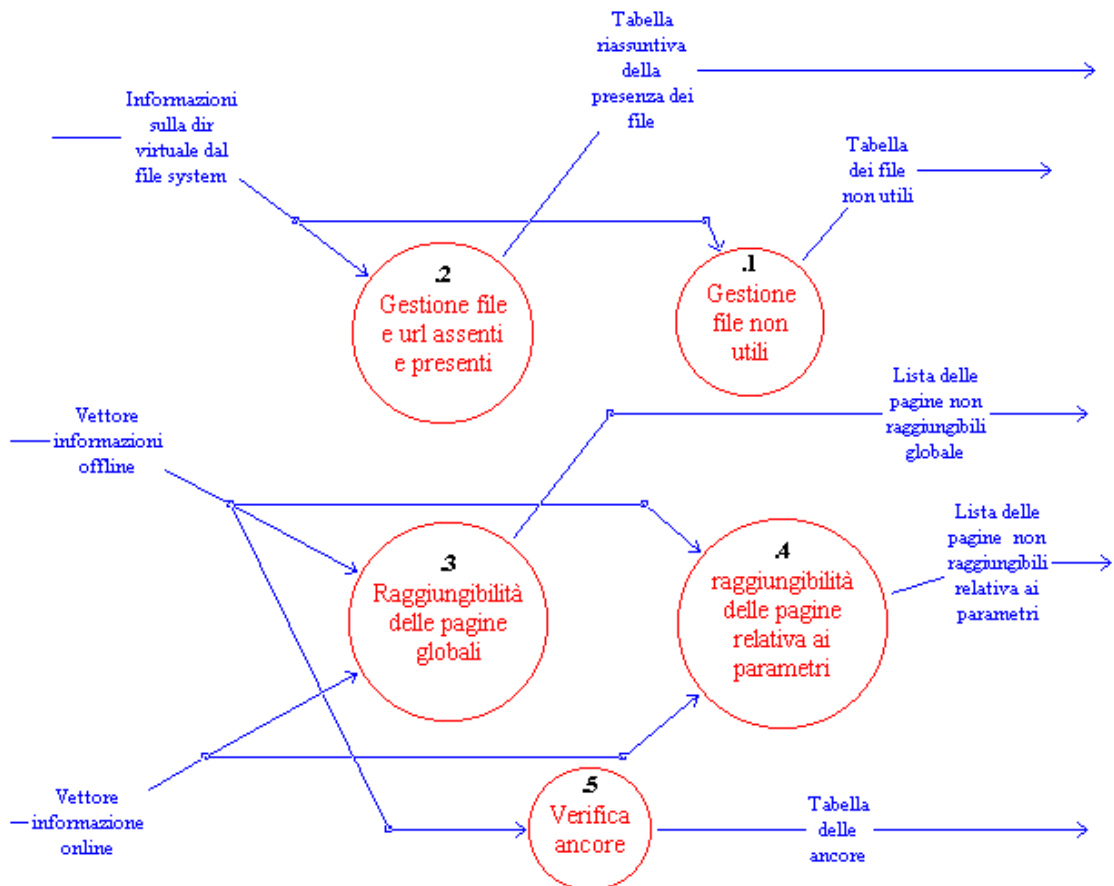 Tabella
riassuntiva
della
presenza dei
file
Informazioni
sulla dir
virtuale dal
file system
Tabella
dei file
non utili
.2
Gestione file
e url assenti
e presenti
.1
Gestione
file non
utili
Lista delle
pagine non
raggiungibili
globale
Vettore
informazioni
offline
.3
Raggiungibilità
delle pagine
globali
.4
raggiungibilità
delle pagine
relativa ai
parametri
Lista delle
pagine non
raggiungibili
relativa ai
parametri
Vettore
informazione
online
.5
Verifica
ancore
Tabella
delle
ancore